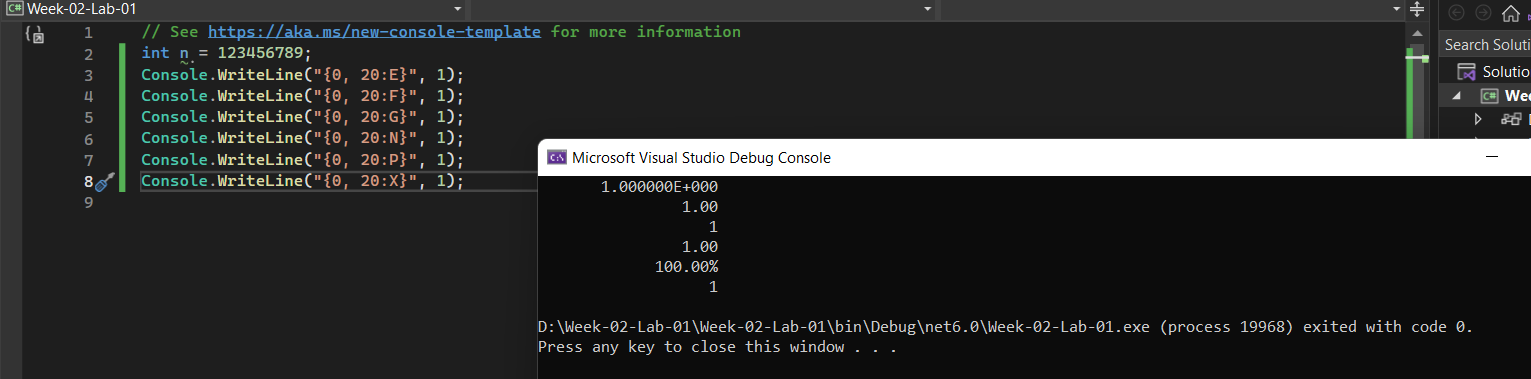 C# Week-02-Lab-01
1 // See https://aka.ms/new-console-template for more information
2 int n = 123456789;
3 Console.WriteLine("{0, 20:E}", 1);
4 Console.WriteLine("{0, 20:F}", 1);
5 Console.WriteLine("{0, 20:G}", 1);
6 Console.WriteLine("{0, 20:N}", 1);
7 Console.WriteLine("{0, 20:P}", 1);
8 Console.WriteLine("{0, 20:X}", 1);
9
Search Soluti
Solutio
C# Wee
C:\ Microsoft Visual Studio Debug Console
1.000000E+000
1.00
1
1.00
100.00%
1
D:\Week-02-Lab-01\Week-02-Lab-01\bin\Debug\net6.0\Week-02-Lab-01.exe (process 19968) exited with code 0.
Press any key to close this window . . .